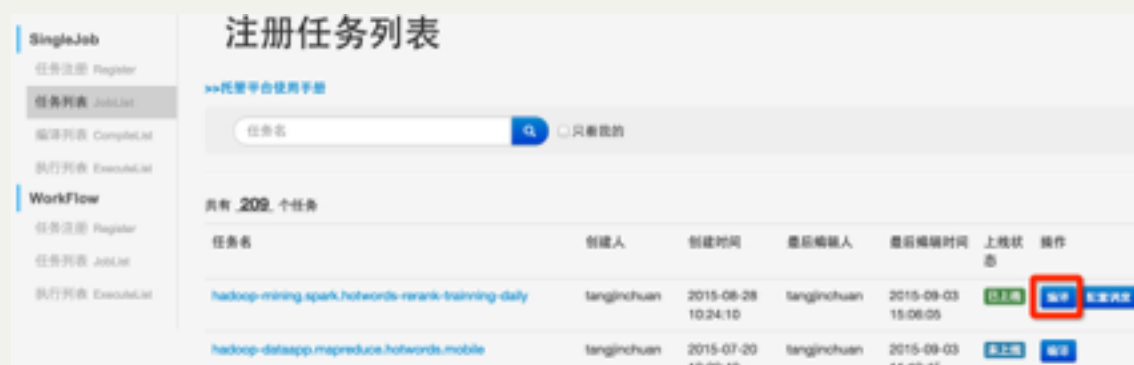 SingleJob
任务注册 Register
任务列表 JobList
编译列表 CompileList
执行列表 ExecuteList
WorkFlow
任务注册 Register
任务列表 JobList
执行列表 ExecuteList
注册任务列表
>>托管平台使用手册
任务名
只看我的
共有 209 个任务
任务名 创建人 创建时间 最后编辑人 最后编辑时间 上线状态 操作
hadoop-mining.spark.hotwords-rerank-trainning-daily tangjinchuan 2015-08-28 10:24:10 tangjinchuan 2015-09-03 15:06:05 已上线 编译
hadoop-dataapp.mapreduce.hotwords.mobile tangjinchuan 2015-07-20 tangjinchuan 2015-09-03 未上线 编译